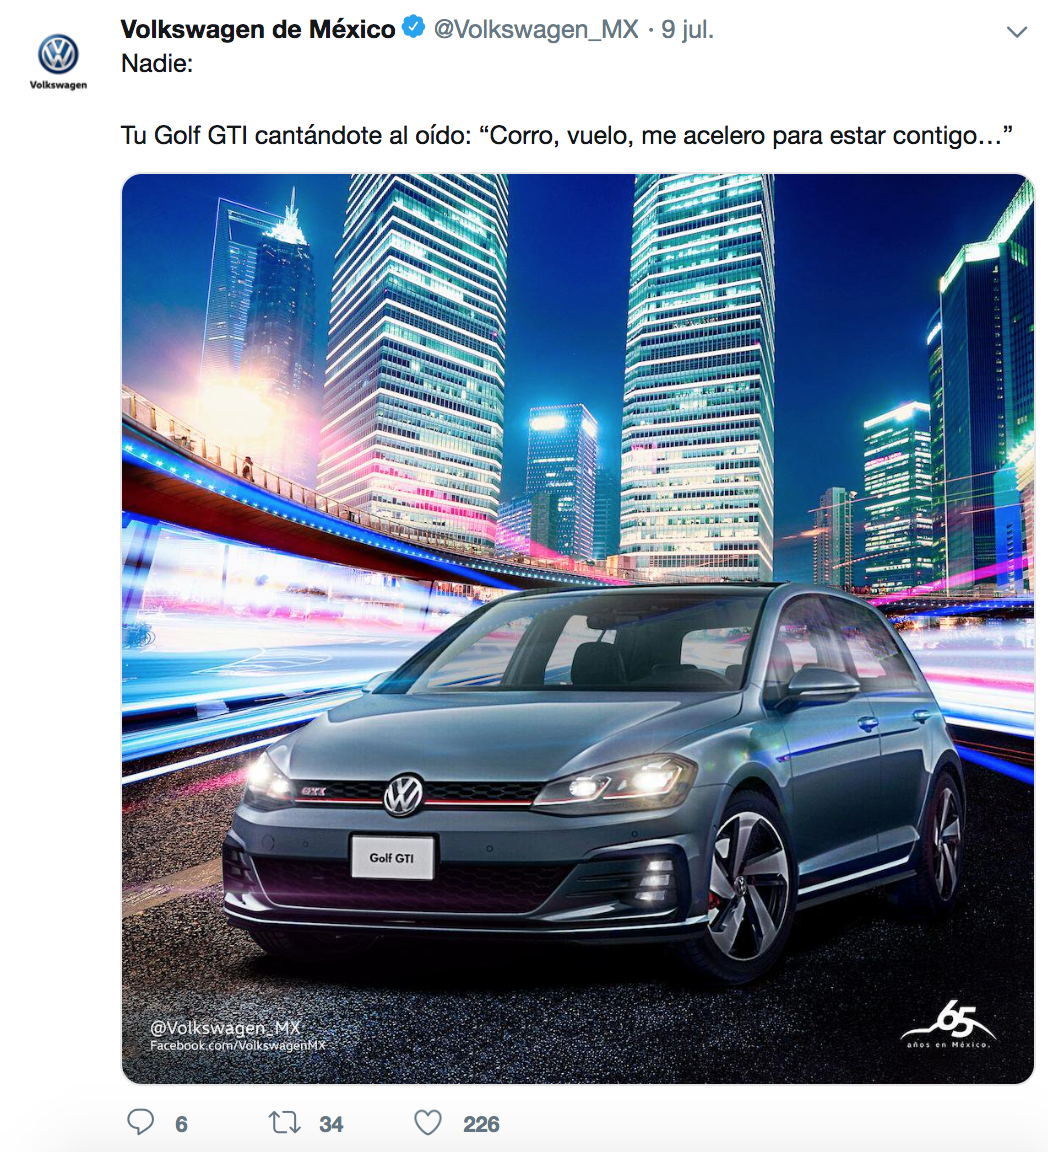 Volkswagen de México @Volkswagen_MX · 9 jul.
Volkswagen
Nadie:
Tu Golf GTI cantándote al oído: “Corro, vuelo, me acelero para estar contigo…”
GTI
Golf GTI
@Volkswagen_MX
Facebook.com/VolkswagenMX
65
años en México.
6 34 226